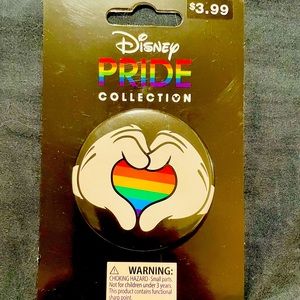 $3.99
Disney
PRIDE
COLLECTION
WARNING:
CHOKING HAZARD - Small parts.
Not for children under 3 years.
This product contains functional
sharp point.